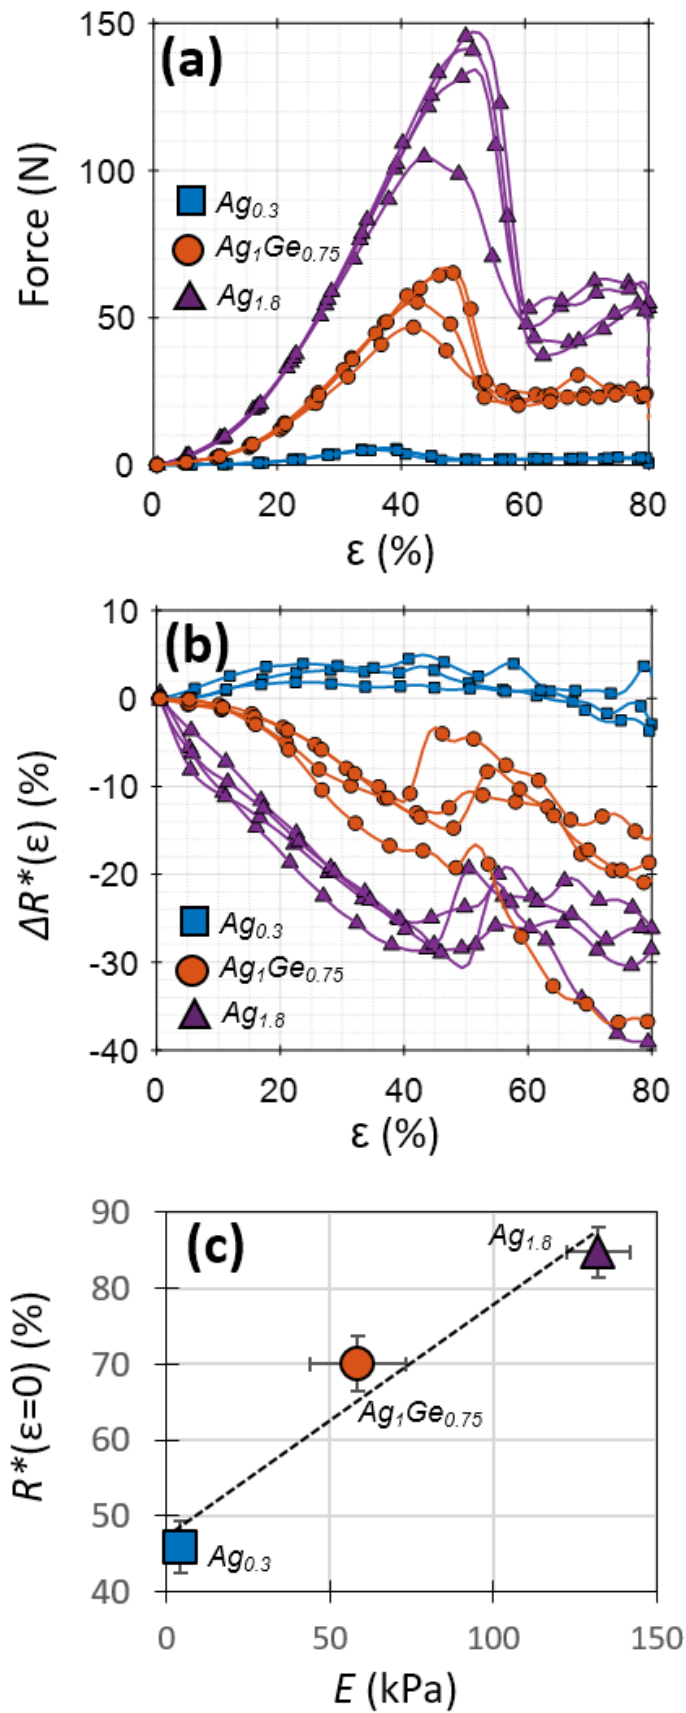 150
(a)
100
50
0
Force (N)
Ag0.3
Ag1Ge0.75
Ag1.8
0 20 40 60 80
ε (%)
10
(b)
0
-10
-20
-30
-40
ΔR*(ε) (%)
Ag0.3
Ag1Ge0.75
Ag1.8
0 20 40 60 80
ε (%)
90
(c)
80
70
60
50
40
R*(ε=0) (%)
Ag1.8
Ag1Ge0.75
Ag0.3
0 50 100 150
E (kPa)